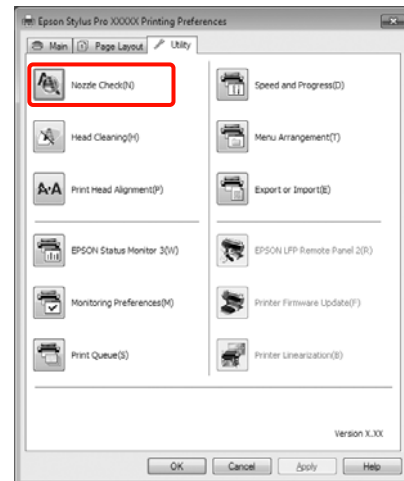 Epson Stylus Pro XXXXX Printing Preferences
Main
Page Layout
Utility
Nozzle Check(N)
Speed and Progress(D)
Head Cleaning(H)
Menu Arrangement(T)
Print Head Alignment(P)
Export or Import(E)
EPSON Status Monitor 3(W)
EPSON LFP Remote Panel 2(R)
Monitoring Preferences(M)
Printer Firmware Update(F)
Print Queue(S)
Printer Linearization(B)
Version X.XX
OK
Cancel
Apply
Help